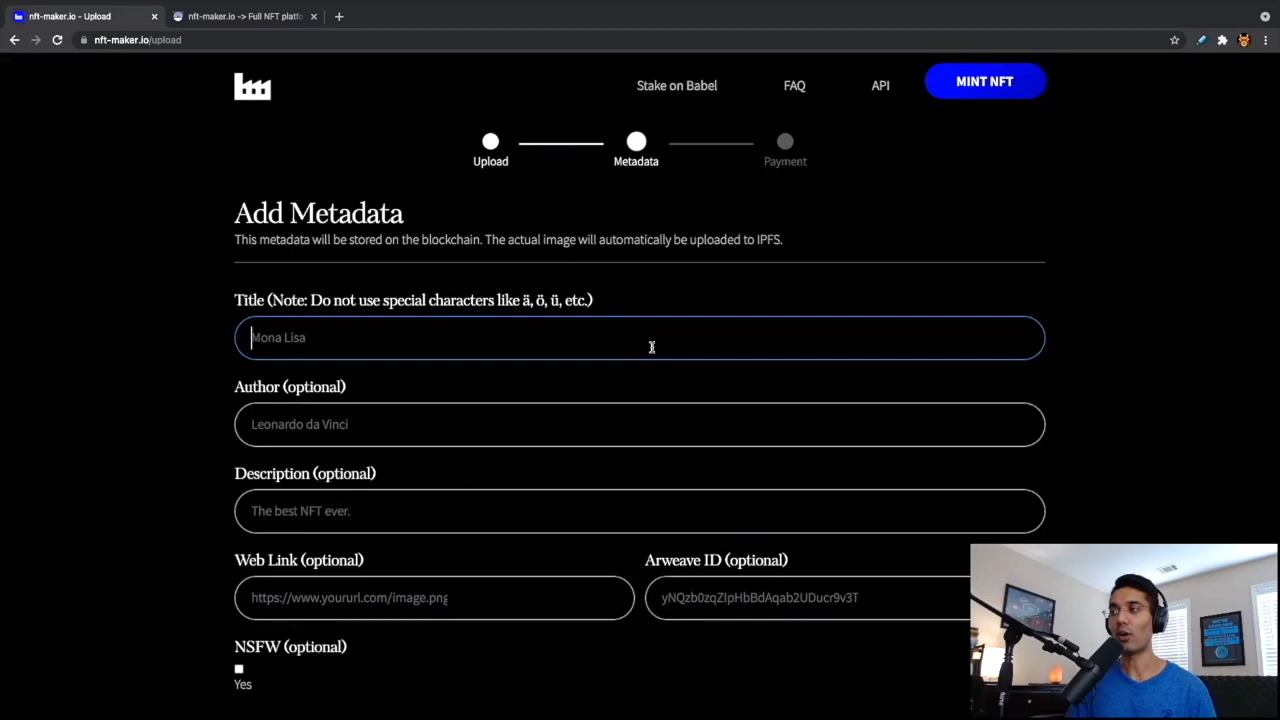 nft-maker.io - Upload
nft-maker.io -> Full NFT platfo
nft-maker.io/upload
Stake on Babel
FAQ
API
MINT NFT
Upload
Metadata
Payment
Add Metadata
This metadata will be stored on the blockchain. The actual image will automatically be uploaded to IPFS.
Title (Note: Do not use special characters like ä, ö, ü, etc.)
Mona Lisa
Author (optional)
Leonardo da Vinci
Description (optional)
The best NFT ever.
Web Link (optional)
Arweave ID (optional)
https://www.yoururl.com/image.png
yNQzb0zqZIpHbBdAqab2UDucr9v3T
NSFW (optional)
Yes